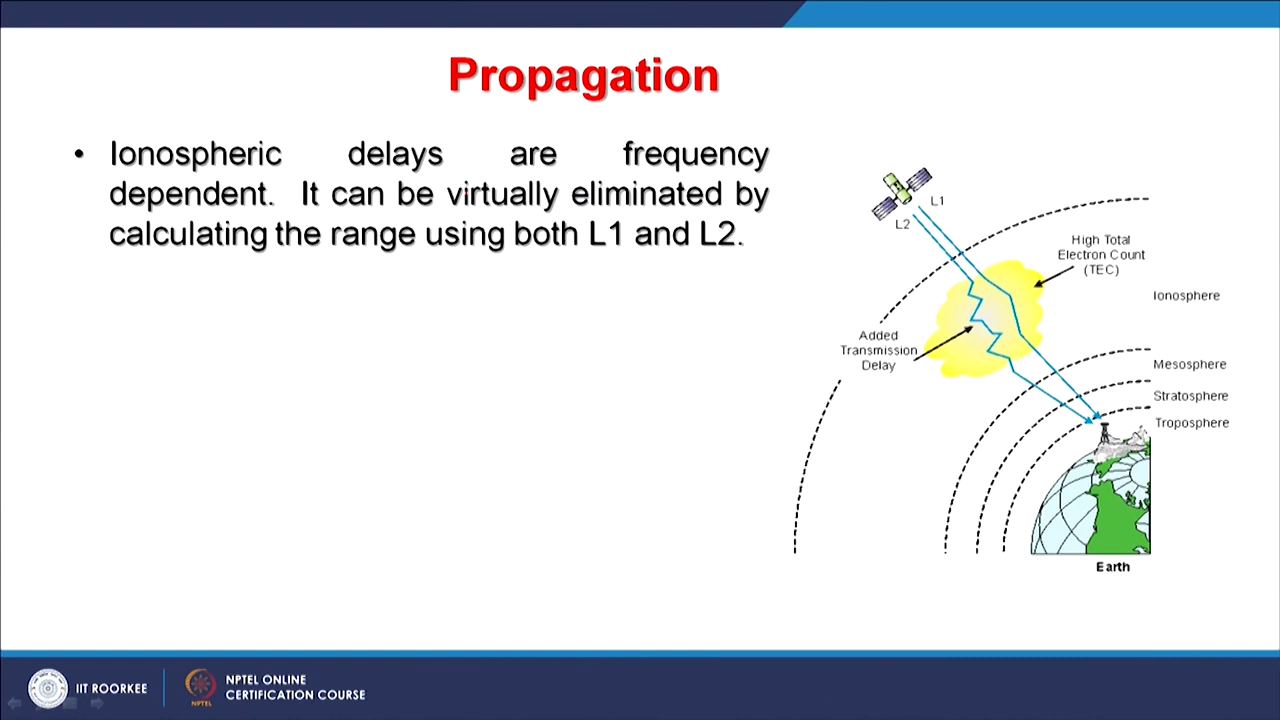 Propagation
• Ionospheric delays are frequency
dependent. It can be virtually eliminated by
calculating the range using both L1 and L2.
L1
L2
High Total
Electron Count
(TEC)
Ionosphere
Added
Transmission
Delay
Mesosphere
Stratosphere
Troposphere
Earth
IIT ROORKEE
NPTEL
NPTEL ONLINE
CERTIFICATION COURSE